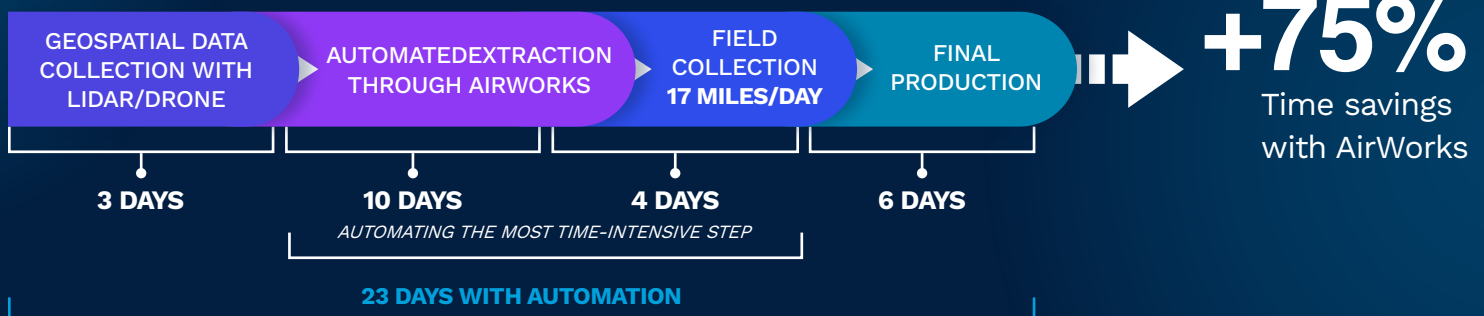 GEOSPATIAL DATA
COLLECTION WITH
LIDAR/DRONE
AUTOMATEDEXTRACTION
THROUGH AIRWORKS
FIELD
COLLECTION
17 MILES/DAY
FINAL
PRODUCTION
+75%
Time savings
with AirWorks
3 DAYS
10 DAYS
4 DAYS
6 DAYS
AUTOMATING THE MOST TIME-INTENSIVE STEP
23 DAYS WITH AUTOMATION